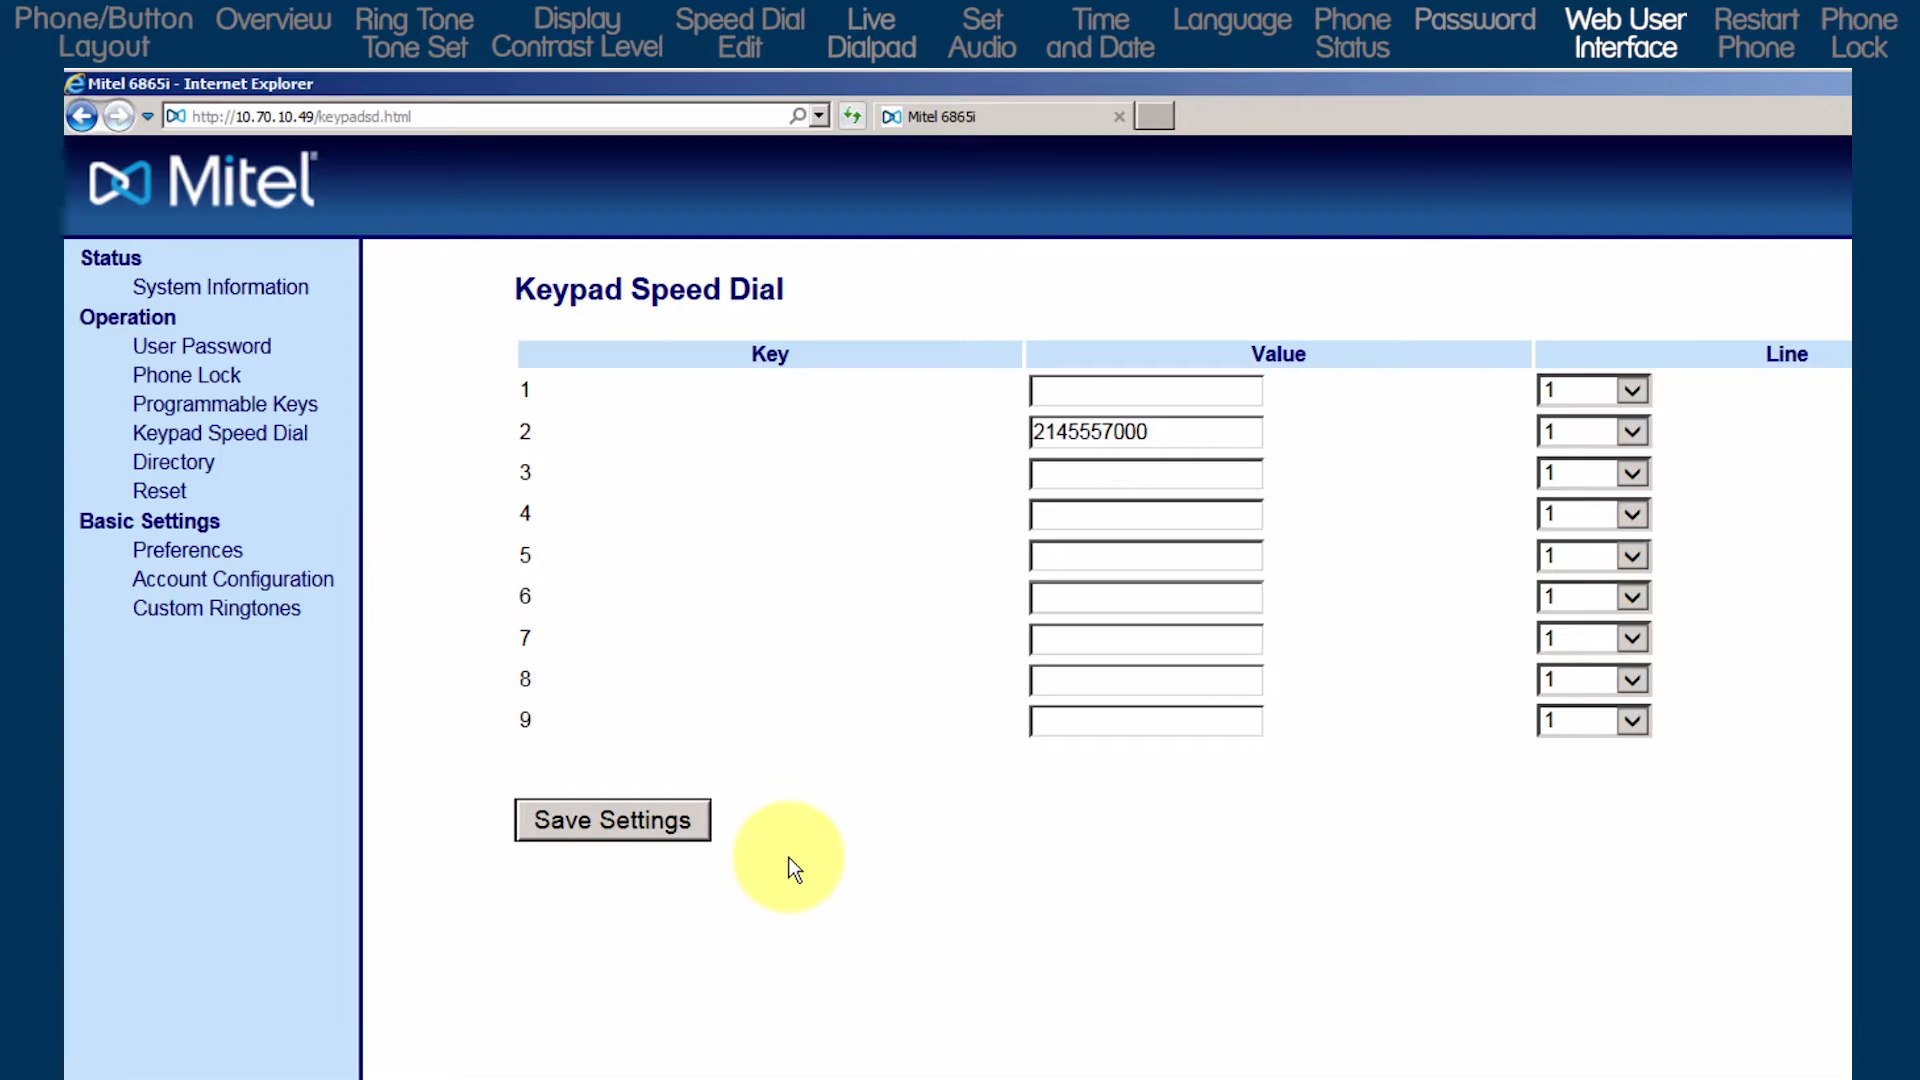 Phone/Button Layout
Overview
Ring Tone Tone Set
Display Contrast Level
Speed Dial Edit
Live Dialpad
Set Audio
Time and Date
Language
Phone Status
Password
Web User Interface
Restart Phone
Phone Lock
Mitel 6865i - Internet Explorer
http://10.70.10.49/keypadsd.html
Mitel 6865i
Mitel
Status
System Information
Operation
User Password
Phone Lock
Programmable Keys
Keypad Speed Dial
Directory
Reset
Basic Settings
Preferences
Account Configuration
Custom Ringtones
Keypad Speed Dial
Key Value Line
1 1
2 2145557000 1
3 1
4 1
5 1
6 1
7 1
8 1
9 1
Save Settings